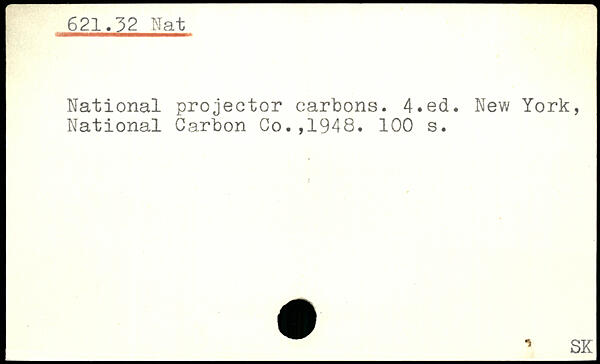 621.32 Nat
National projector carbons. 4.ed. New York,
National Carbon Co.,1948. 100 s.
SK